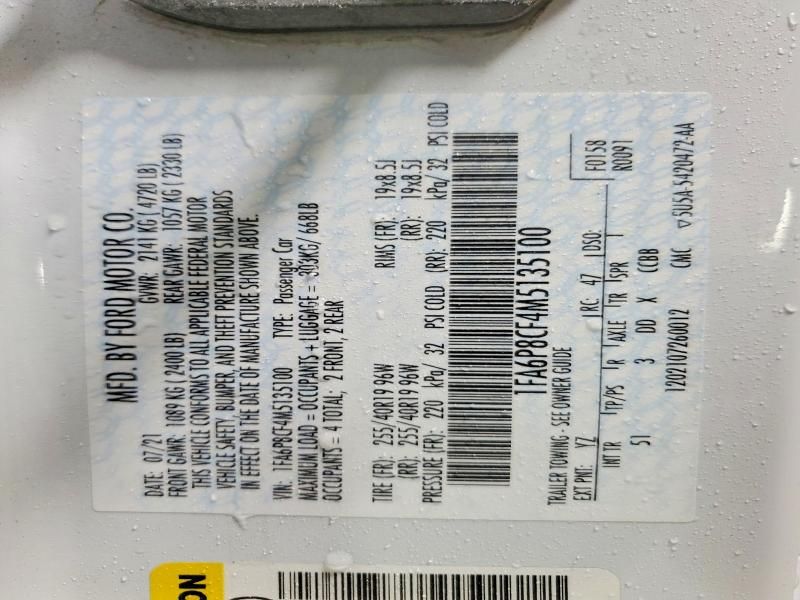 MFD. BY FORD MOTOR CO.
DATE: 07/21 GVWR: 2141 KG (4720 LB)
FRONT GAWR: 1089 KG (2400 LB) REAR GAWR: 1057 KG (2330 LB)
THIS VEHICLE CONFORMS TO ALL APPLICABLE FEDERAL MOTOR
VEHICLE SAFETY, BUMPER, AND THEFT PREVENTION STANDARDS
IN EFFECT ON THE DATE OF MANUFACTURE SHOWN ABOVE.
VIN: 1FA6P8CF4M5135100 TYPE: Passenger Car
MAXIMUM LOAD = OCCUPANTS + LUGGAGE = 303KG/668LB
OCCUPANTS = 4 TOTAL; 2 FRONT, 2 REAR
TIRE (FR): 255/40R19 96W RIMS (FR): 19x8.5J
(RR): 255/40R19 96W (RR): 19x8.5J
PRESSURE (FR): 220 kPa/ 32 PSI COLD (RR): 220 kPa/ 32 PSI COLD
1FA6P8CF4M5135100
TRAILER TOWING - SEE OWNER GUIDE F0158
EXT PNT: YZ RC: 47 DSO: R0091
INT TR TP/PS R AXLE TR SPR
51 3 DD X CCBB
1202107260012 CMC ▽5U5A-5420472-AA
ON